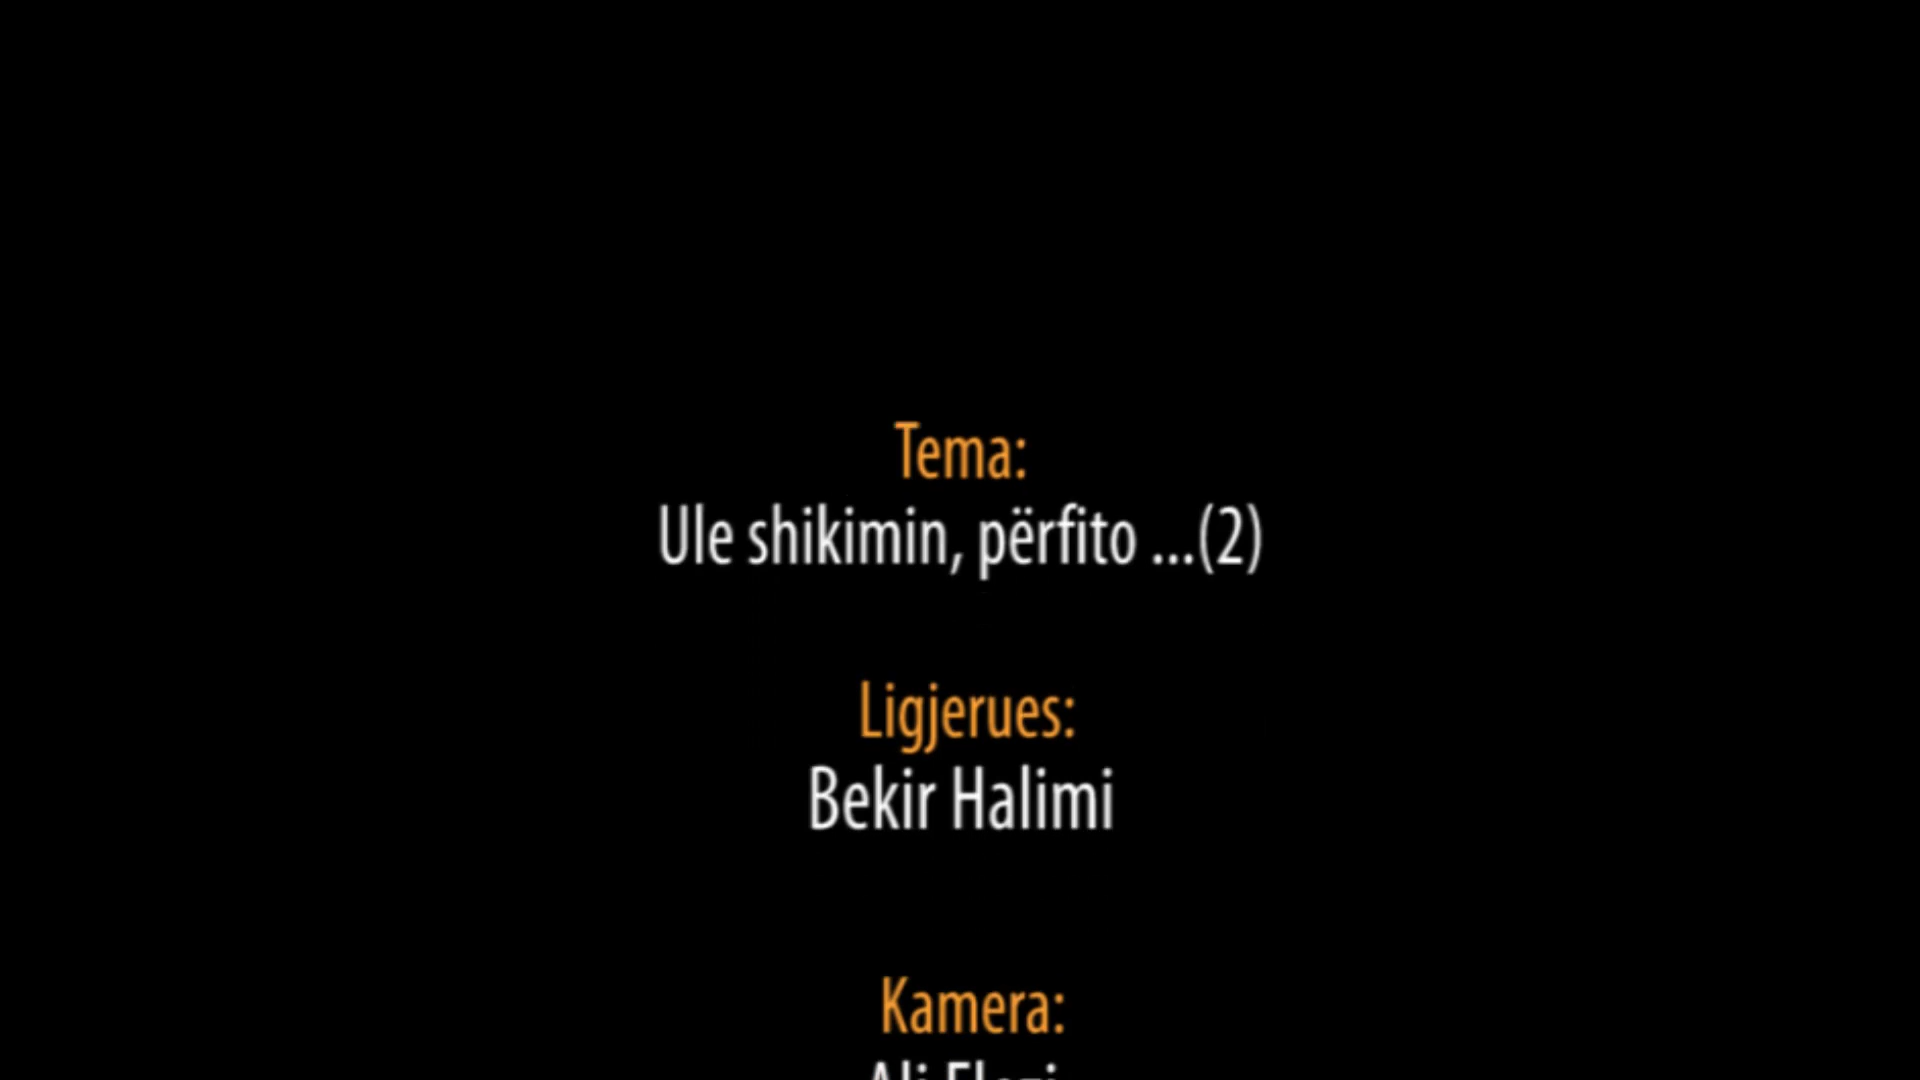 Tema:
Ule shikimin, përfito ...(2)
Ligjerues:
Bekir Halimi
Kamera: